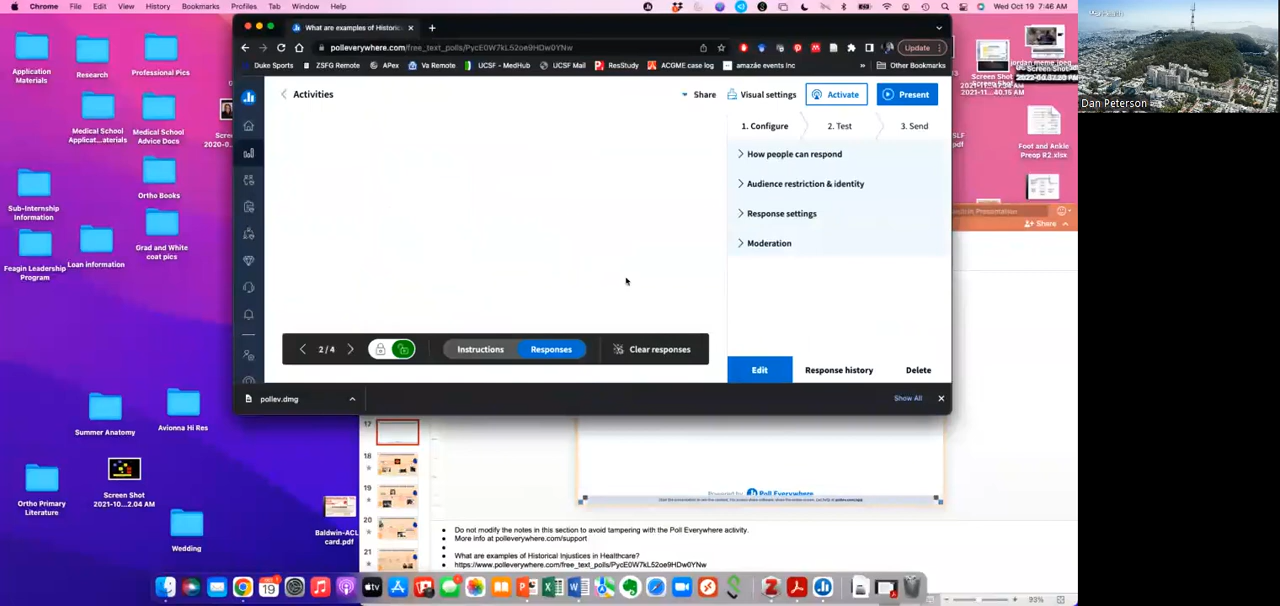 Chrome File Edit View History Bookmarks Profiles Tab Window Help
Wed Oct 19 7:46 AM
What are examples of Historic
polleverywhere.com/free_text_polls/PycE0W7kL52oe9HDw0YNw
Update
Duke Sports ZSFG Remote APex Va Remote UCSF - MedHub UCSF Mail ResStudy ACGME case log amazäe events inc » Other Bookmarks
Activities
Share
Visual settings
Activate
Present
1. Configure
2. Test
3. Send
How people can respond
Audience restriction & identity
Response settings
Moderation
2/4
Instructions
Responses
Clear responses
Edit
Response history
Delete
pollev.dmg
Show All
Application
Materials
Research
Professional Pics
Medical School
Applicat...aterials
Medical School
Advice Docs
Ortho Books
Sub-Internship
Information
Grad and White
coat pics
Feagin Leadership
Program
Loan information
Summer Anatomy
Avionna Hi Res
Ortho Primary
Literature
Screen Shot
2021-10...2.04 AM
Wedding
Baldwin-ACL
card.pdf
Foot and Ankle
Preop R2.xlsx
Share
17
18
19
20
21
Powered by Poll Everywhere
Do not modify the notes in this section to avoid tampering with the Poll Everywhere activity.
More info at polleverywhere.com/support
What are examples of Historical Injustices in Healthcare?
https://www.polleverywhere.com/free_text_polls/PycE0W7kL52oe9HDw0YNw
93%
Dan Peterson